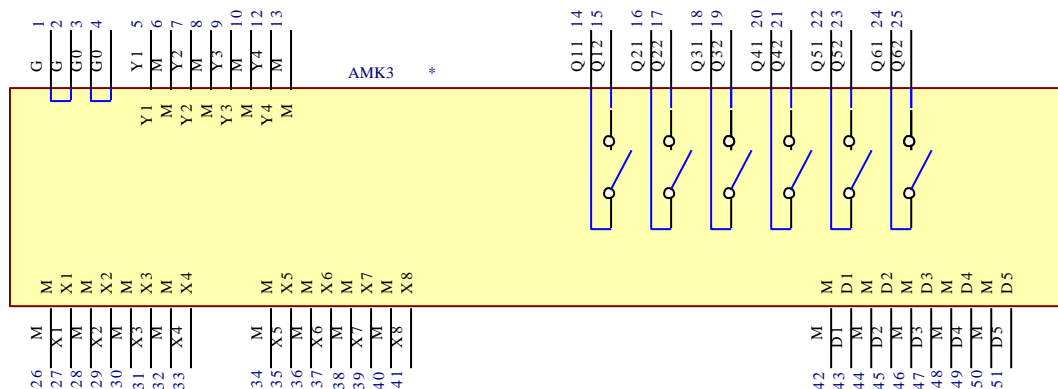 1 2 3 4 5 6 7 8 9 10 12 13 14 15 16 17 18 19 20 21 22 23 24 25
G G G0 G0 Y1 M Y2 M Y3 M Y4 M Q11 Q12 Q21 Q22 Q31 Q32 Q41 Q42 Q51 Q52 Q61 Q62
AMK3 *
Y1 M Y2 M Y3 M Y4 M
M X1 M X2 M X3 M X4 M X5 M X6 M X7 M X8 M D1 M D2 M D3 M D4 M D5
M X1 M X2 M X3 M X4 M X5 M X6 M X7 M X8 M D1 M D2 M D3 M D4 M D5
26 27 28 29 30 31 32 33 34 35 36 37 38 39 40 41 42 43 44 45 46 47 48 49 50 51